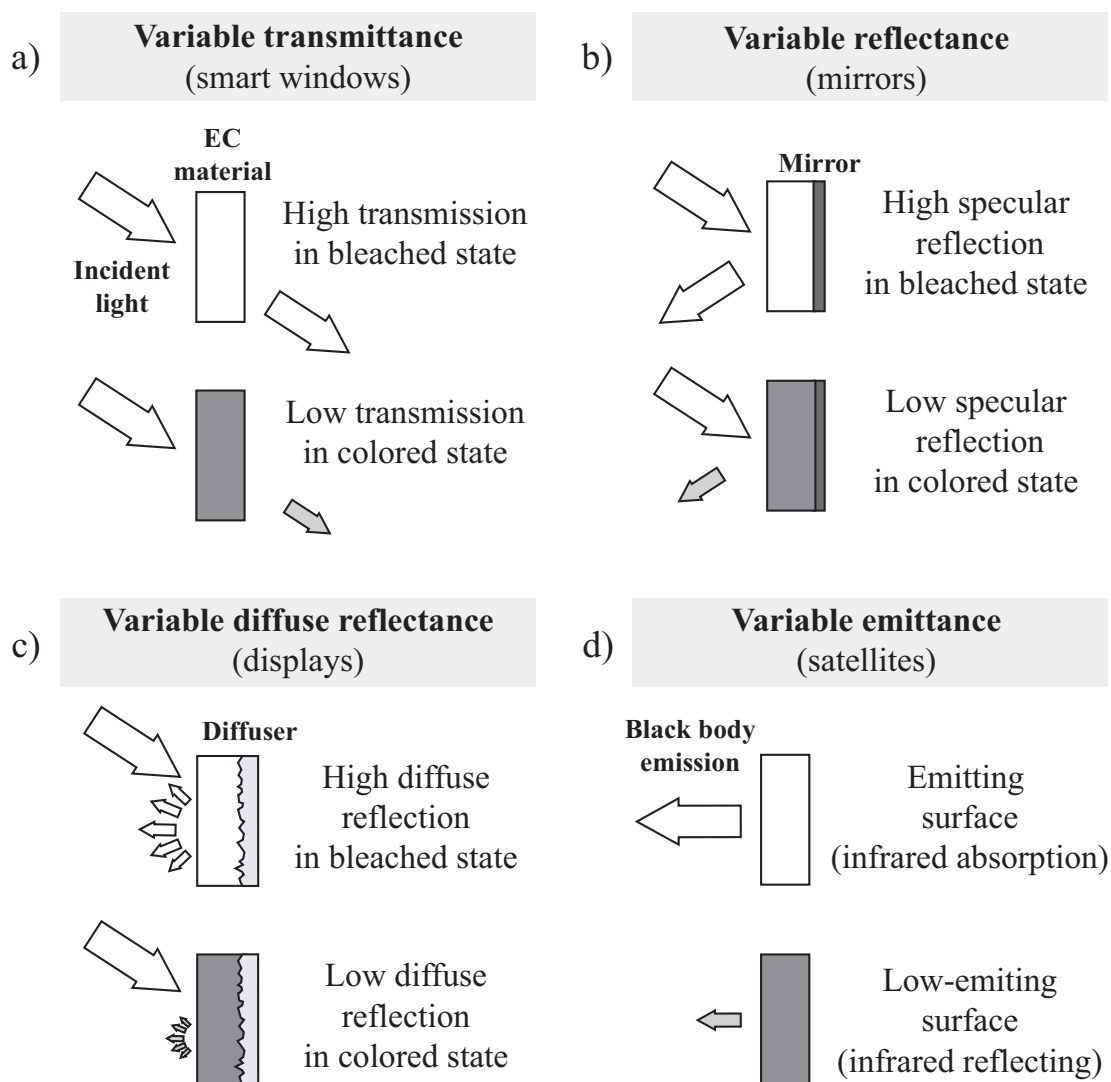 a)
Variable transmittance
(smart windows)
EC
material
Incident
light
High transmission
in bleached state
Low transmission
in colored state
b)
Variable reflectance
(mirrors)
Mirror
High specular
reflection
in bleached state
Low specular
reflection
in colored state
c)
Variable diffuse reflectance
(displays)
Diffuser
High diffuse
reflection
in bleached state
Low diffuse
reflection
in colored state
d)
Variable emittance
(satellites)
Black body
emission
Emitting
surface
(infrared absorption)
Low-emiting
surface
(infrared reflecting)